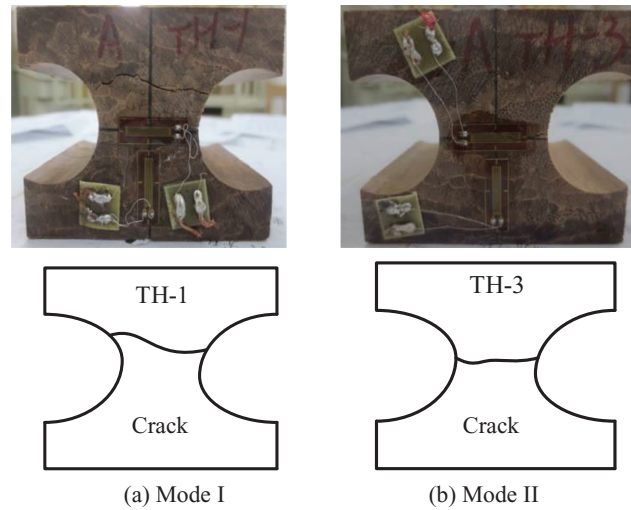 A TH-1
A TH-3
TH-1
Crack
(a) Mode I
TH-3
Crack
(b) Mode II